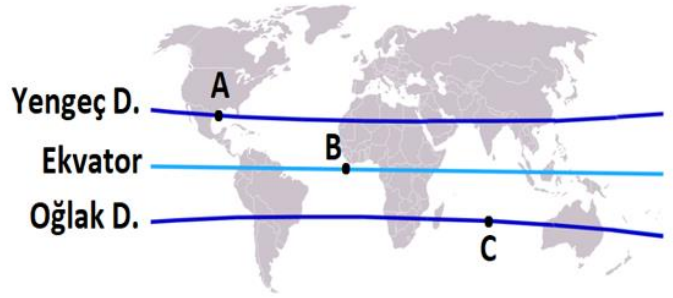 A
Yengeç D.
B
Ekvator
Oğlak D.
C